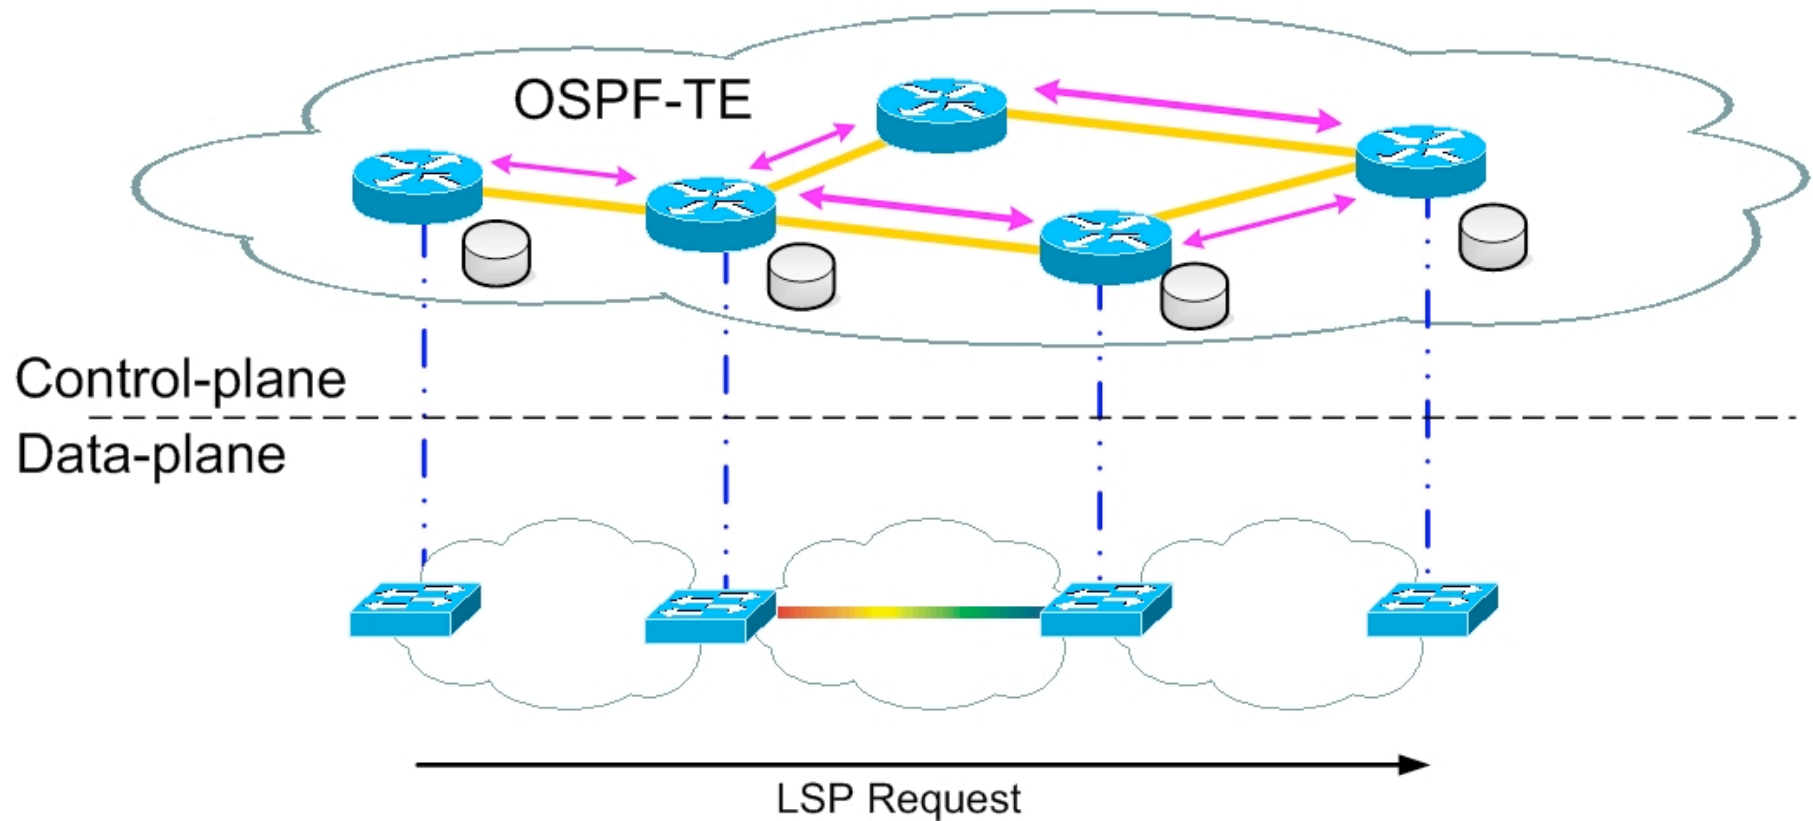 OSPF-TE
Control-plane
Data-plane
LSP Request